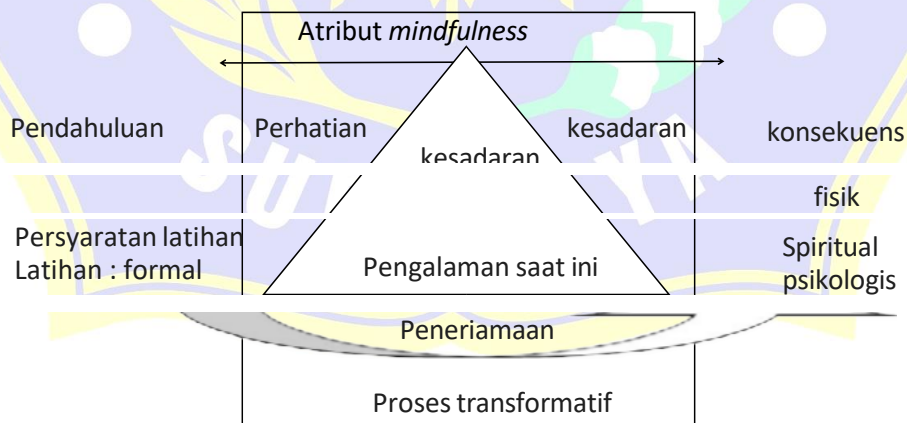 Atribut mindfulness
Pendahuluan
Perhatian
kesadaran
konsekuens
kesadaran
fisik
Persyaratan latihan
Latihan : formal
Pengalaman saat ini
Spiritual
psikologis
Peneriamaan
Proses transformatif